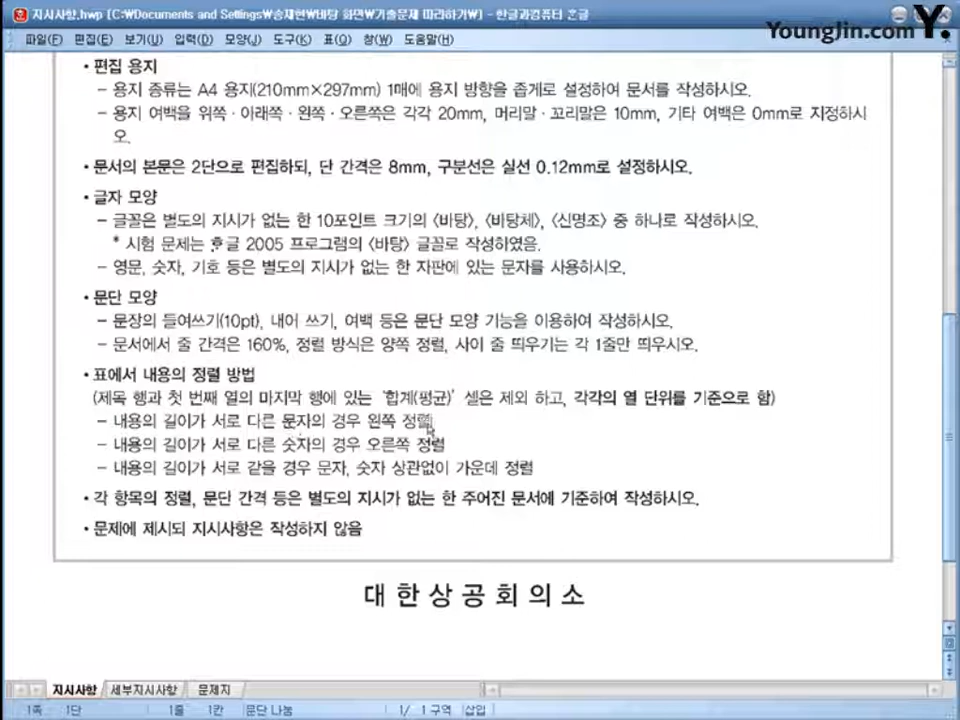 지시사항.hwp [C:\Documents and Settings\송재현\바탕 화면\기출문제 따라하기\] - 한글과컴퓨터 한글
YoungJin.com Y.
파일(F) 편집(E) 보기(U) 입력(D) 모양(J) 도구(K) 표(Q) 창(W) 도움말(H)
• 편집 용지
- 용지 종류는 A4 용지(210mm×297mm) 1매에 용지 방향을 좁게로 설정하여 문서를 작성하시오.
- 용지 여백을 위쪽·아래쪽·왼쪽·오른쪽은 각각 20mm, 머리말·꼬리말은 10mm, 기타 여백은 0mm로 지정하시
오.
• 문서의 본문은 2단으로 편집하되, 단 간격은 8mm, 구분선은 실선 0.12mm로 설정하시오.
• 글자 모양
- 글꼴은 별도의 지시가 없는 한 10포인트 크기의 〈바탕〉, 〈바탕체〉, 〈신명조〉 중 하나로 작성하시오.
* 시험 문제는 훈글 2005 프로그램의 〈바탕〉 글꼴로 작성하였음.
- 영문, 숫자, 기호 등은 별도의 지시가 없는 한 자판에 있는 문자를 사용하시오.
• 문단 모양
- 문장의 들여쓰기(10pt), 내어 쓰기, 여백 등은 문단 모양 기능을 이용하여 작성하시오.
- 문서에서 줄 간격은 160%, 정렬 방식은 양쪽 정렬, 사이 줄 띄우기는 각 1줄만 띄우시오.
• 표에서 내용의 정렬 방법
(제목 행과 첫 번째 열의 마지막 행에 있는 '합계(평균)' 셀은 제외 하고, 각각의 열 단위를 기준으로 함)
- 내용의 길이가 서로 다른 문자의 경우 왼쪽 정렬
- 내용의 길이가 서로 다른 숫자의 경우 오른쪽 정렬
- 내용의 길이가 서로 같을 경우 문자, 숫자 상관없이 가운데 정렬
• 각 항목의 정렬, 문단 간격 등은 별도의 지시가 없는 한 주어진 문서에 기준하여 작성하시오.
• 문제에 제시되 지시사항은 작성하지 않음
대한상공회의소
지시사항 세부지시사항 문제지
1쪽 1단 1줄 1칸 문단 나눔 1/ 1 구역 삽입